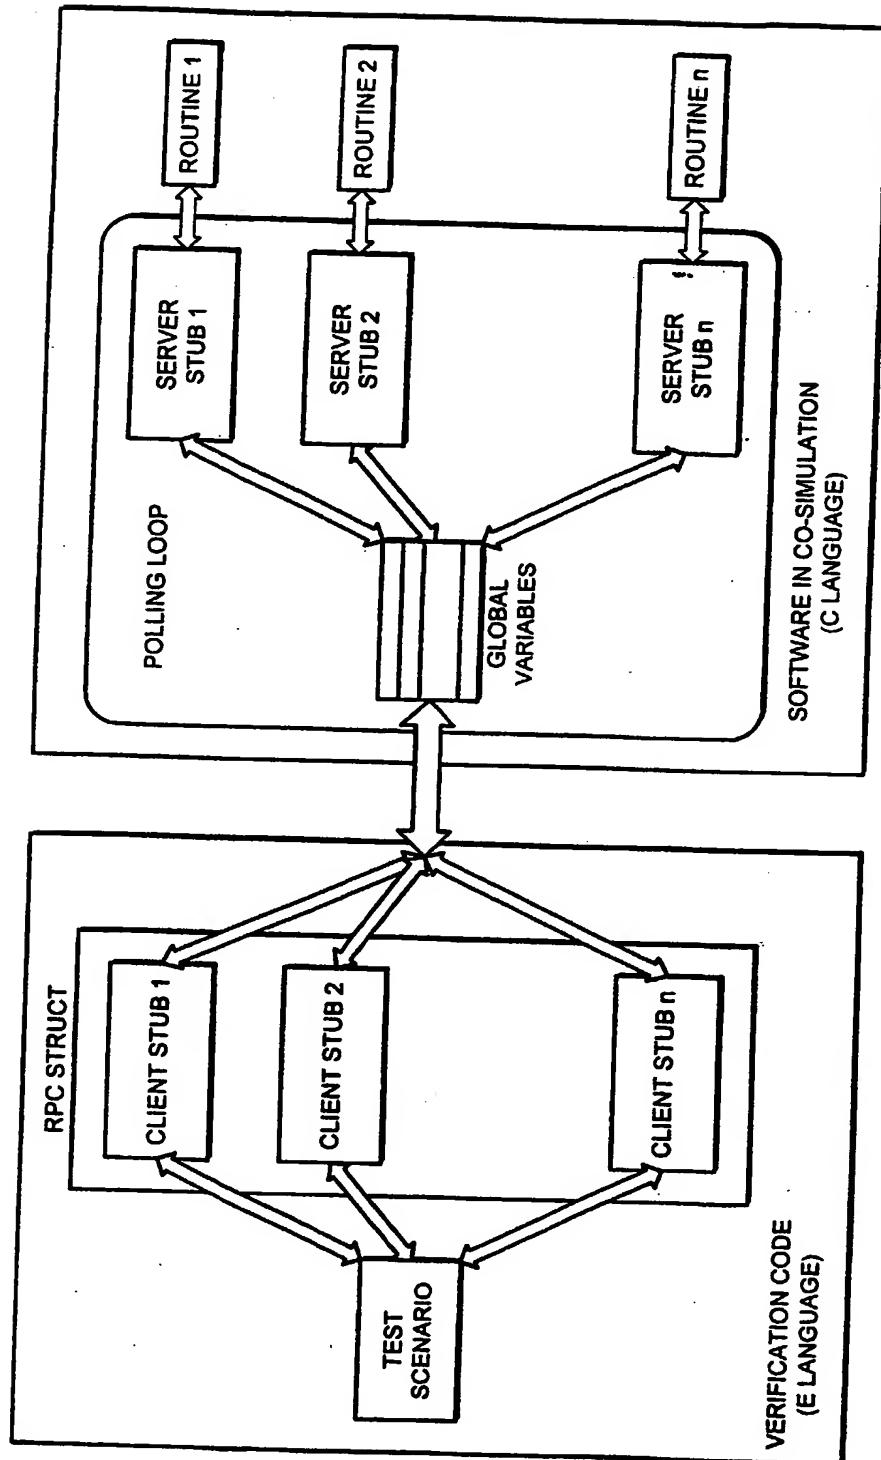 RPC STRUCT
CLIENT STUB 1
CLIENT STUB 2
CLIENT STUB n
TEST
SCENARIO
VERIFICATION CODE
(E LANGUAGE)
POLLING LOOP
SERVER
STUB 1
ROUTINE 1
SERVER
STUB 2
ROUTINE 2
GLOBAL
VARIABLES
SERVER
STUB n
ROUTINE n
SOFTWARE IN CO-SIMULATION
(C LANGUAGE)